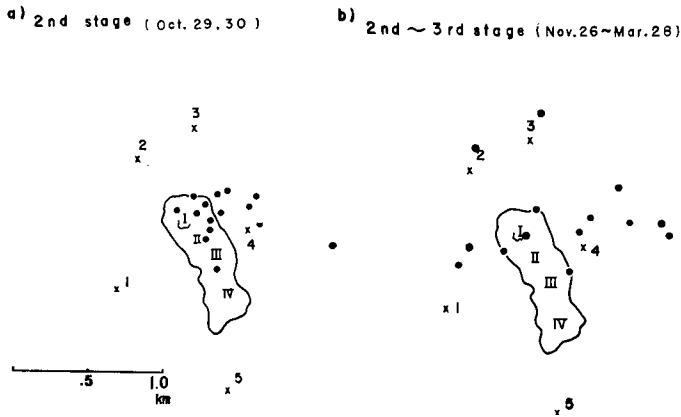 a) 2nd stage (Oct. 29, 30)
b) 2nd ~ 3rd stage (Nov. 26 ~ Mar. 28)
3
x
2
x
I
II
III
4
x
IV
x 1
5
x
.5
1.0
km
3
x
2
x
I
II
III
x 4
IV
x 1
x 5